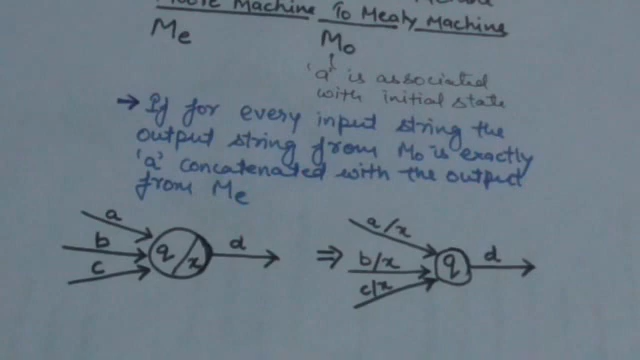 Moore Machine To Mealy Machine
Me Mo
'a' is associated
with initial state
→ If for every input string the
output string from Mo is exactly
'a' concatenated with the output
from Me
a
b
c
q/x
d
⇒
a/x
b/x
c/x
q
d